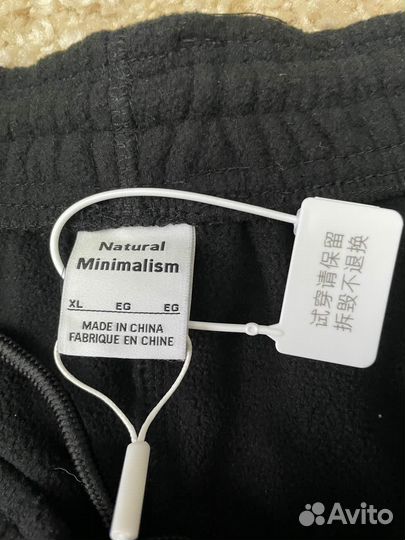 Natural
Minimalism
XL EG EG
MADE IN CHINA
FABRIQUE EN CHINE
试穿请保留
拆毁不退换
Avito